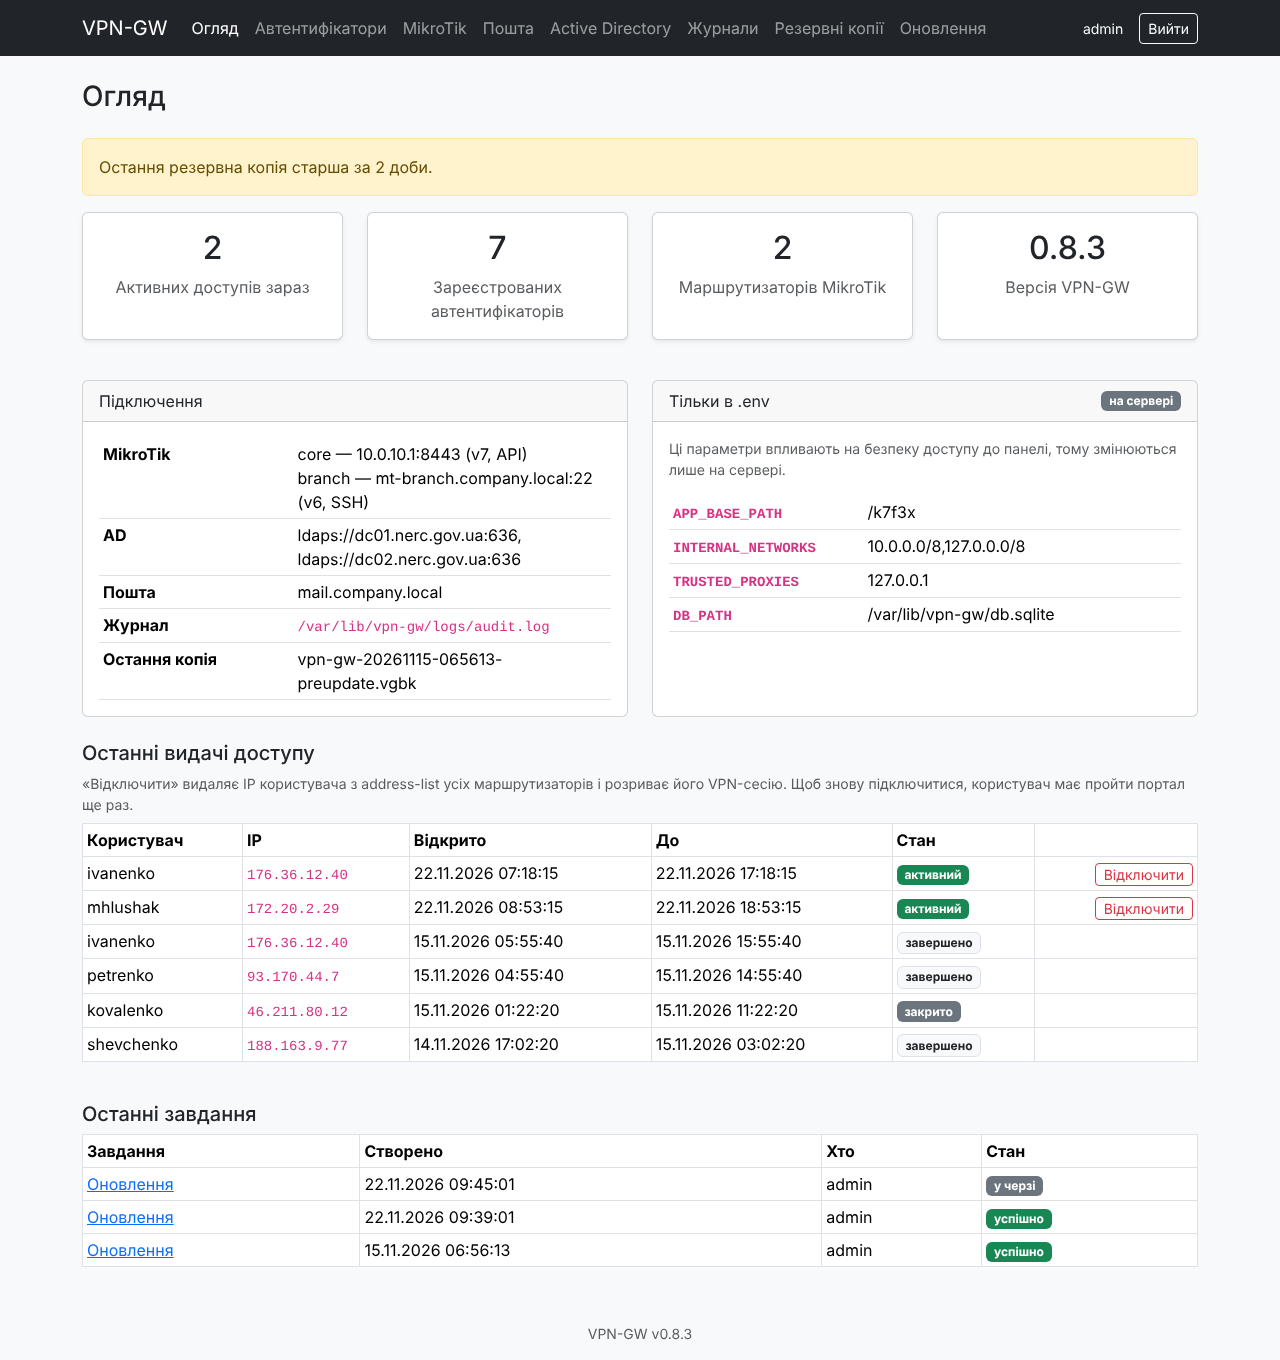 VPN-GW Огляд Автентифікатори MikroTik Пошта Active Directory Журнали Резервні копії Оновлення admin Вийти
Огляд
Остання резервна копія старша за 2 доби.
2
Активних доступів зараз
7
Зареєстрованих
автентифікаторів
2
Маршрутизаторів MikroTik
0.8.3
Версія VPN-GW
Підключення
MikroTik core — 10.0.10.1:8443 (v7, API)
branch — mt-branch.company.local:22
(v6, SSH)
AD ldaps://dc01.nerc.gov.ua:636,
ldaps://dc02.nerc.gov.ua:636
Пошта mail.company.local
Журнал /var/lib/vpn-gw/logs/audit.log
Остання копія vpn-gw-20261115-065613-
preupdate.vgbk
Тільки в .env на сервері
Ці параметри впливають на безпеку доступу до панелі, тому змінюються
лише на сервері.
APP_BASE_PATH /k7f3x
INTERNAL_NETWORKS 10.0.0.0/8,127.0.0.0/8
TRUSTED_PROXIES 127.0.0.1
DB_PATH /var/lib/vpn-gw/db.sqlite
Останні видачі доступу
«Відключити» видаляє IP користувача з address-list усіх маршрутизаторів і розриває його VPN-сесію. Щоб знову підключитися, користувач має пройти портал
ще раз.
Користувач IP Відкрито До Стан
ivanenko 176.36.12.40 22.11.2026 07:18:15 22.11.2026 17:18:15 активний Відключити
mhlushak 172.20.2.29 22.11.2026 08:53:15 22.11.2026 18:53:15 активний Відключити
ivanenko 176.36.12.40 15.11.2026 05:55:40 15.11.2026 15:55:40 завершено
petrenko 93.170.44.7 15.11.2026 04:55:40 15.11.2026 14:55:40 завершено
kovalenko 46.211.80.12 15.11.2026 01:22:20 15.11.2026 11:22:20 закрито
shevchenko 188.163.9.77 14.11.2026 17:02:20 15.11.2026 03:02:20 завершено
Останні завдання
Завдання Створено Хто Стан
Оновлення 22.11.2026 09:45:01 admin у черзі
Оновлення 22.11.2026 09:39:01 admin успішно
Оновлення 15.11.2026 06:56:13 admin успішно
VPN-GW v0.8.3